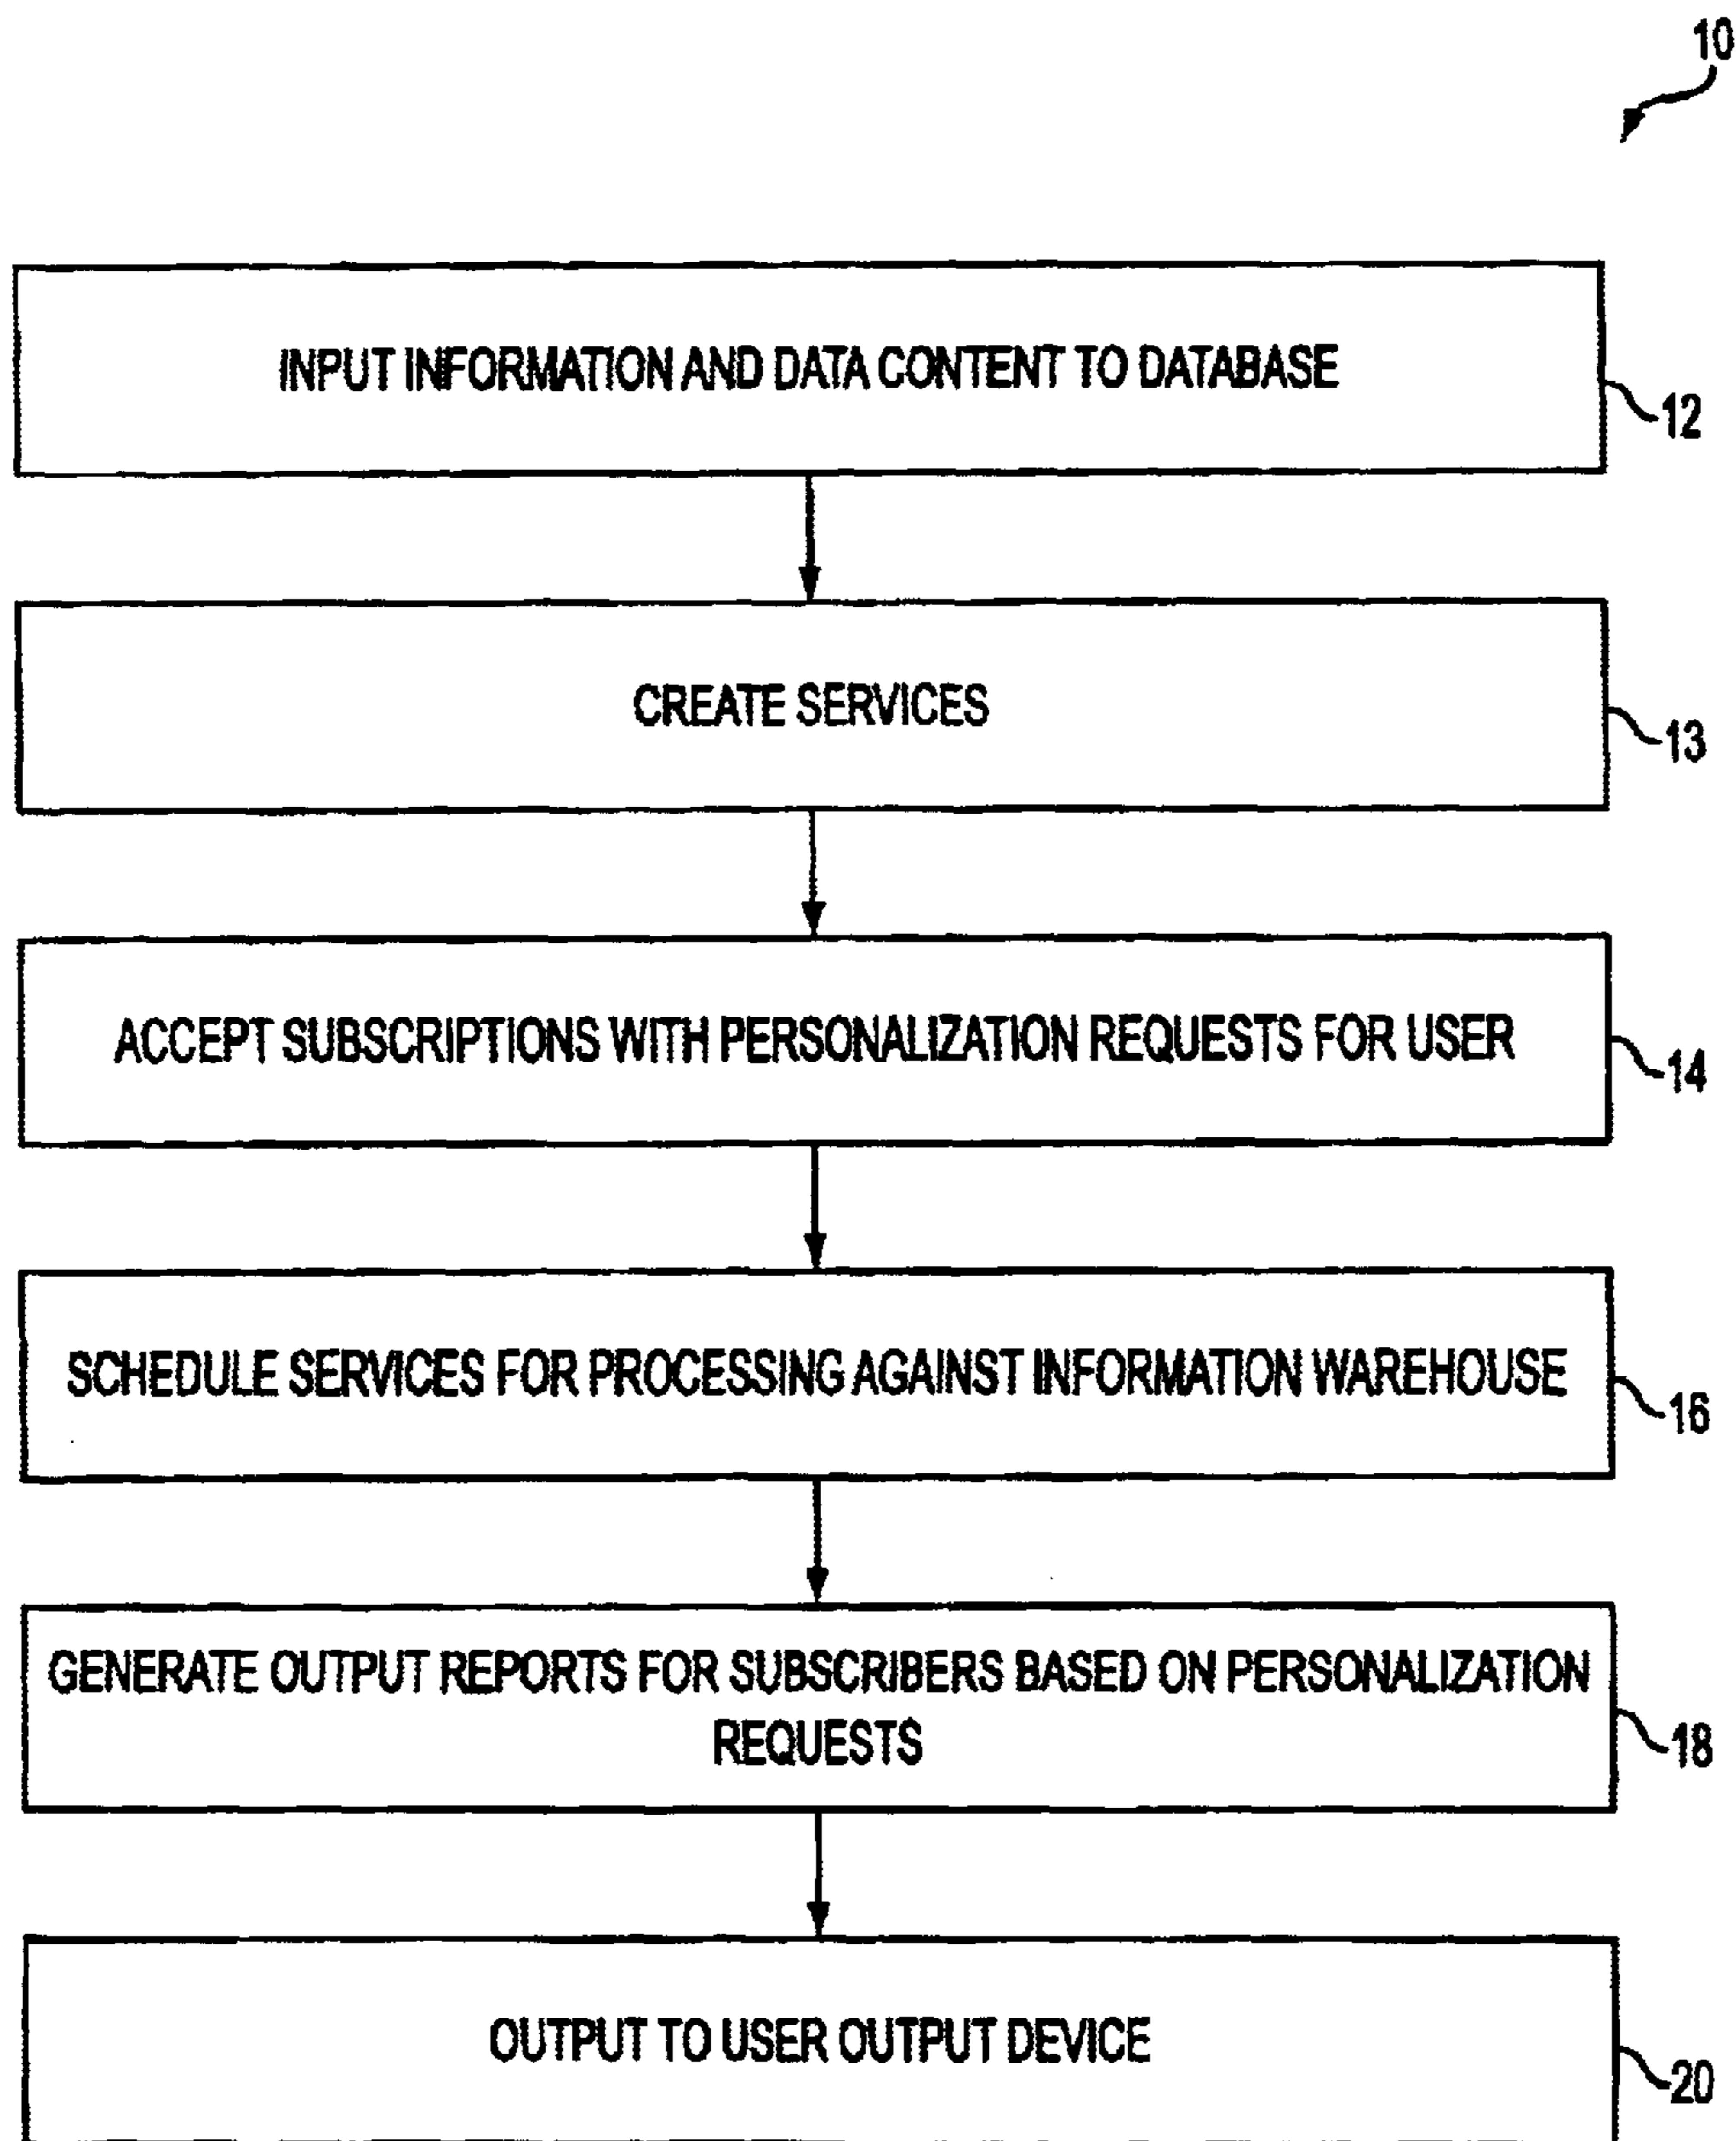 10
INPUT INFORMATION AND DATA CONTENT TO DATABASE
12
CREATE SERVICES
13
ACCEPT SUBSCRIPTIONS WITH PERSONALIZATION REQUESTS FOR USER
14
SCHEDULE SERVICES FOR PROCESSING AGAINST INFORMATION WAREHOUSE
16
GENERATE OUTPUT REPORTS FOR SUBSCRIBERS BASED ON PERSONALIZATION
REQUESTS
18
OUTPUT TO USER OUTPUT DEVICE
20